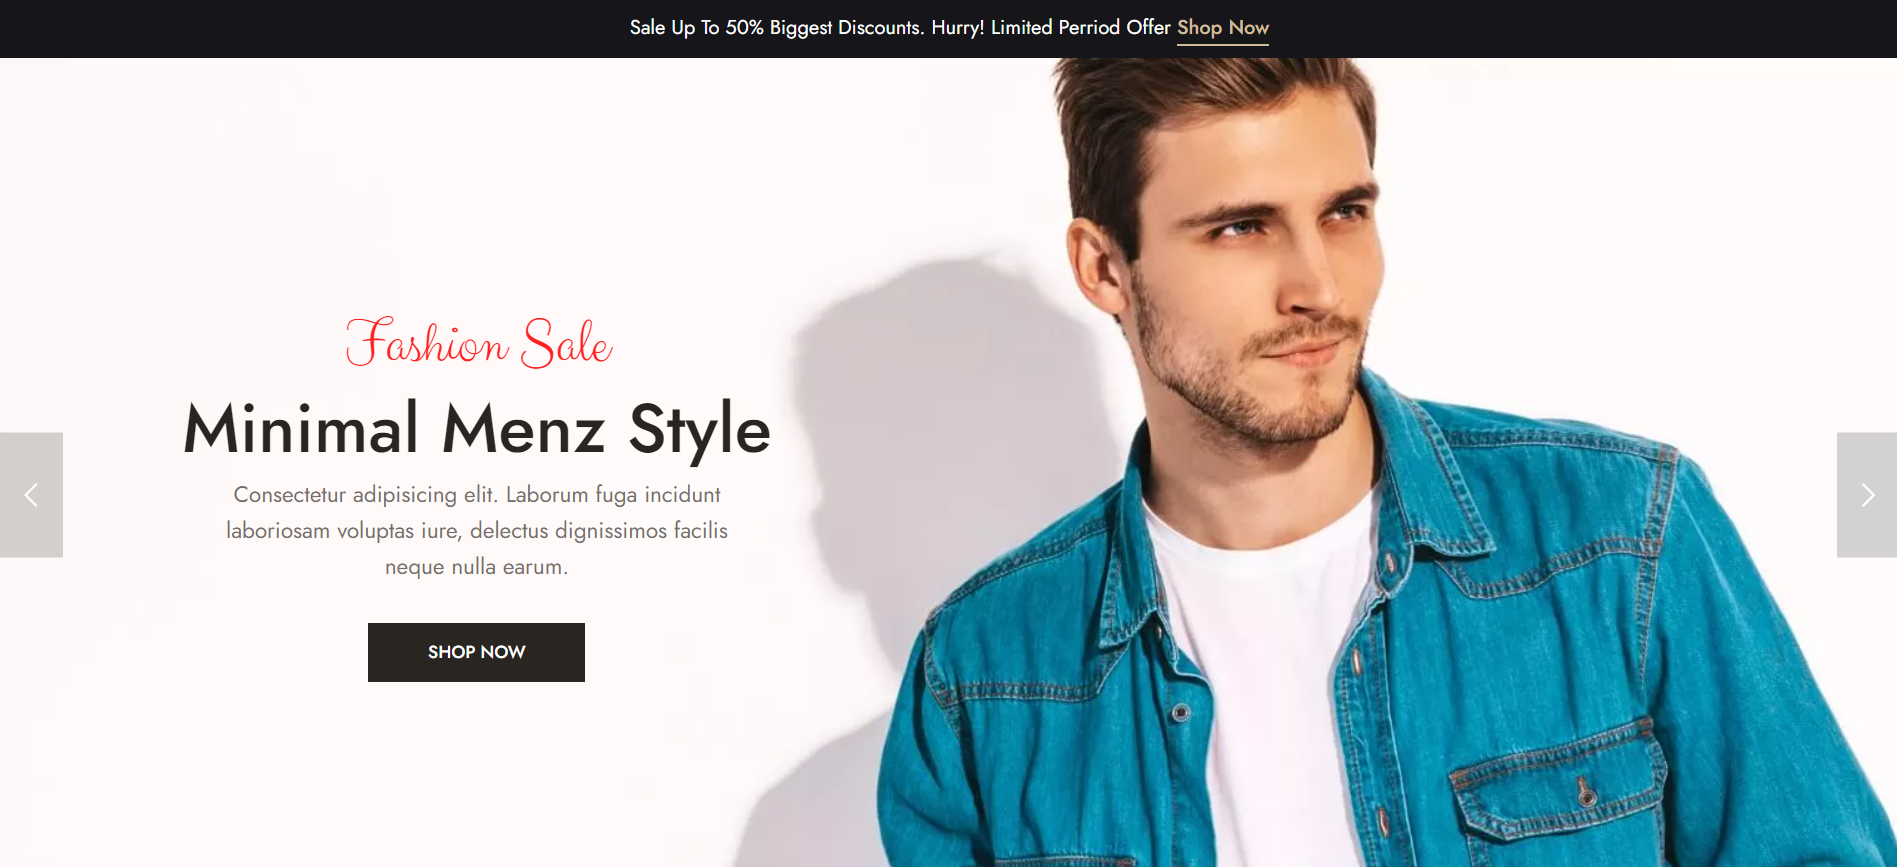 Sale Up To 50% Biggest Discounts. Hurry! Limited Perriod Offer Shop Now
Fashion Sale
Minimal Menz Style
Consectetur adipisicing elit. Laborum fuga incidunt
laboriosam voluptas iure, delectus dignissimos facilis
neque nulla earum.
SHOP NOW